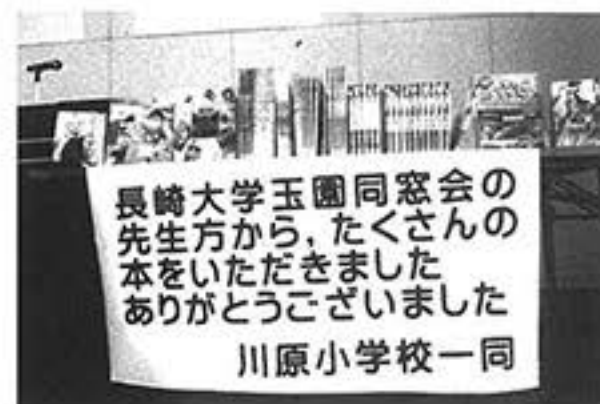 長崎大学玉園同窓会の
先生方から，たくさんの
本をいただきました
ありがとうございました
川原小学校一同